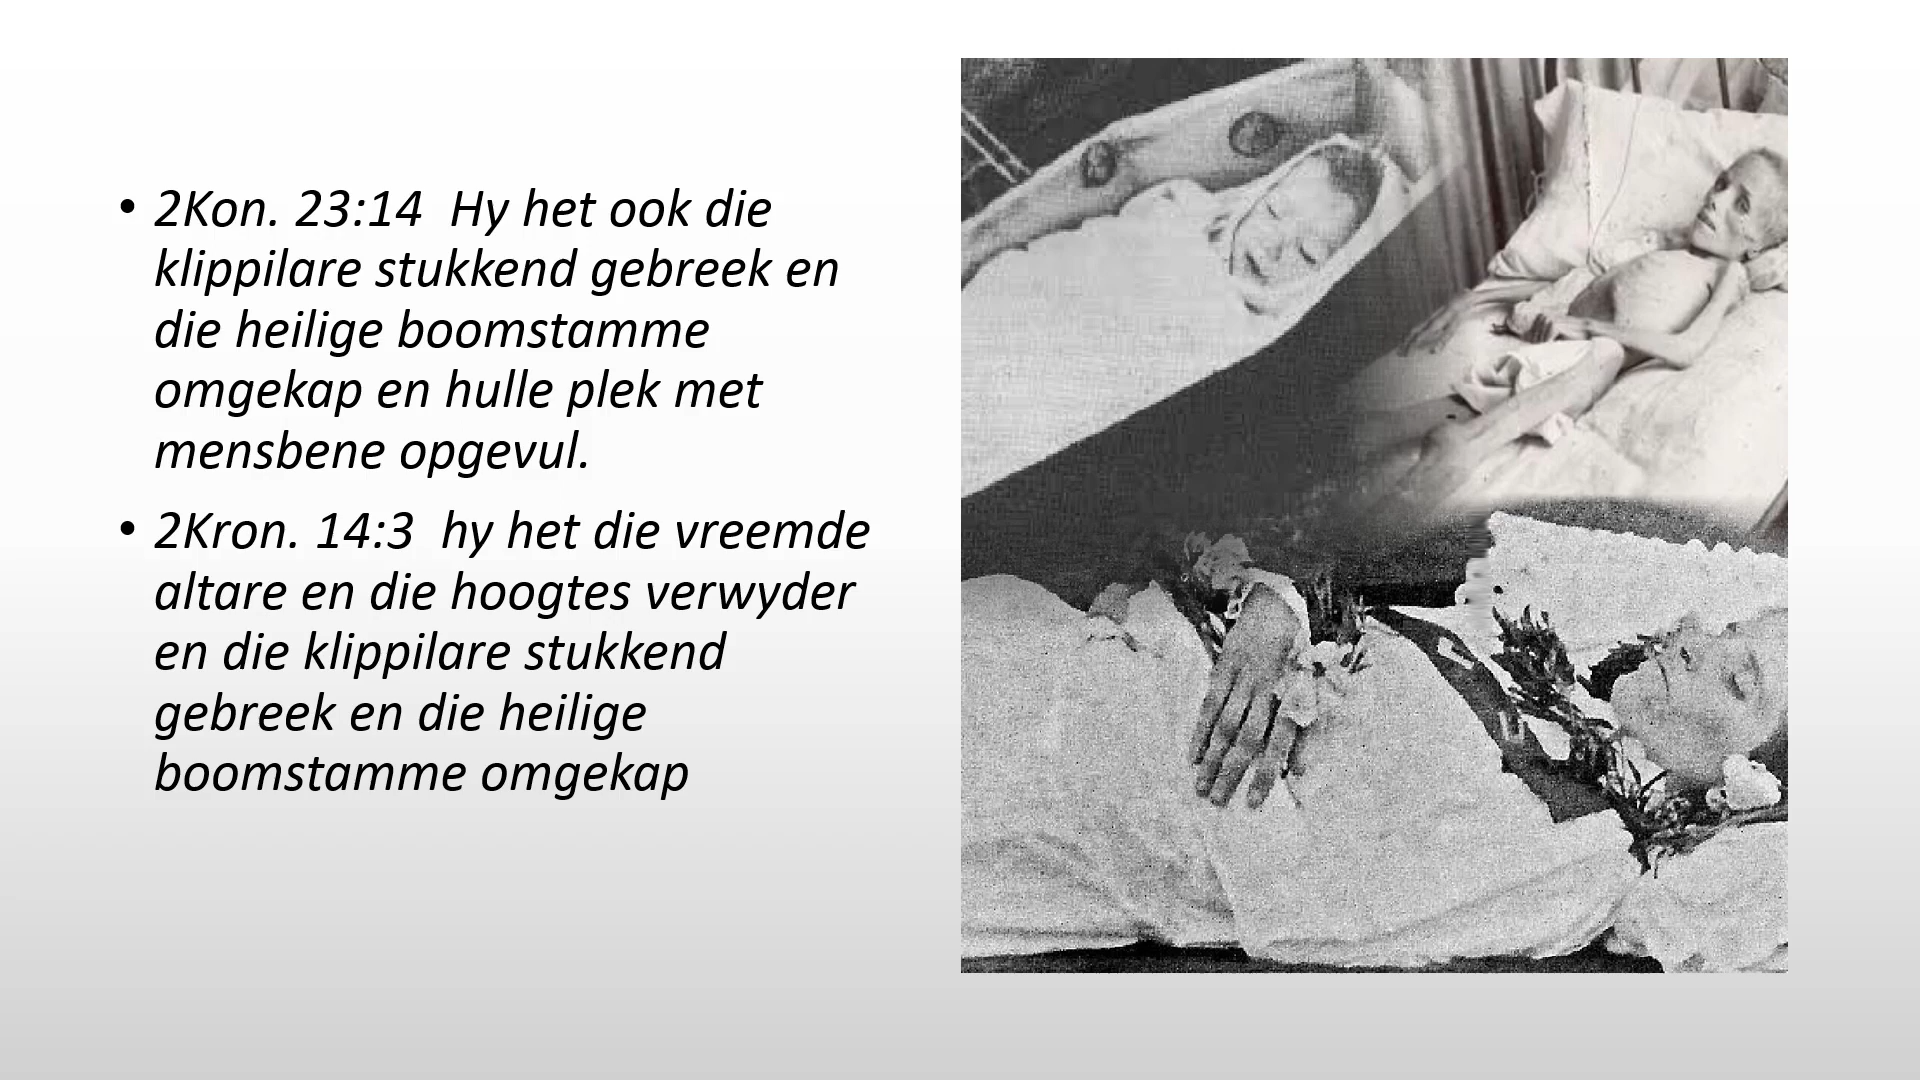 • 2Kon. 23:14  Hy het ook die
klippilare stukkend gebreek en
die heilige boomstamme
omgekap en hulle plek met
mensbene opgevul.
• 2Kron. 14:3  hy het die vreemde
altare en die hoogtes verwyder
en die klippilare stukkend
gebreek en die heilige
boomstamme omgekap